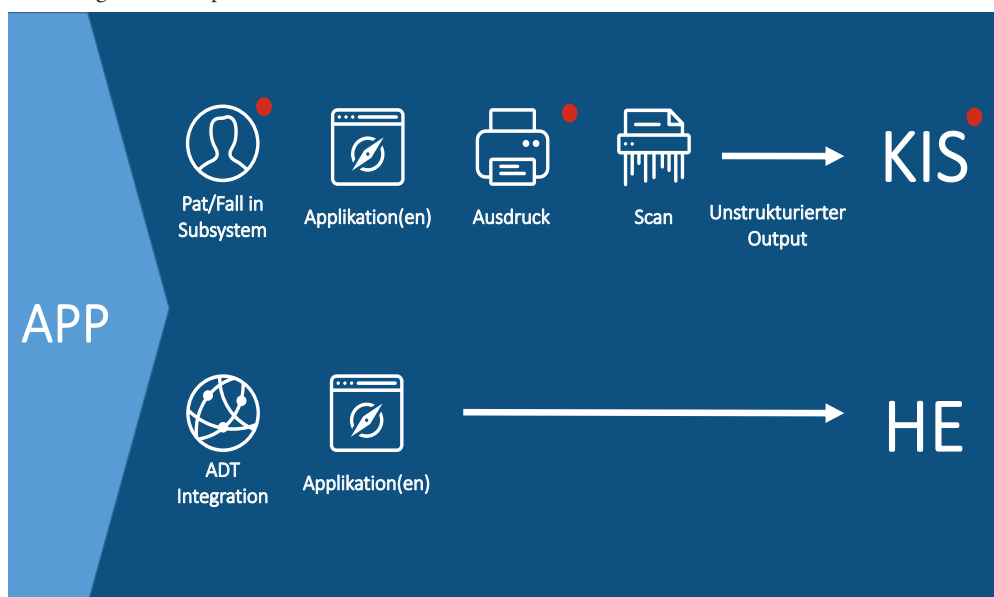 Pat/Fall in
Subsystem
Applikation(en)
Ausdruck
Scan
Unstrukturierter
Output
KIS
APP
ADT
Integration
Applikation(en)
HE